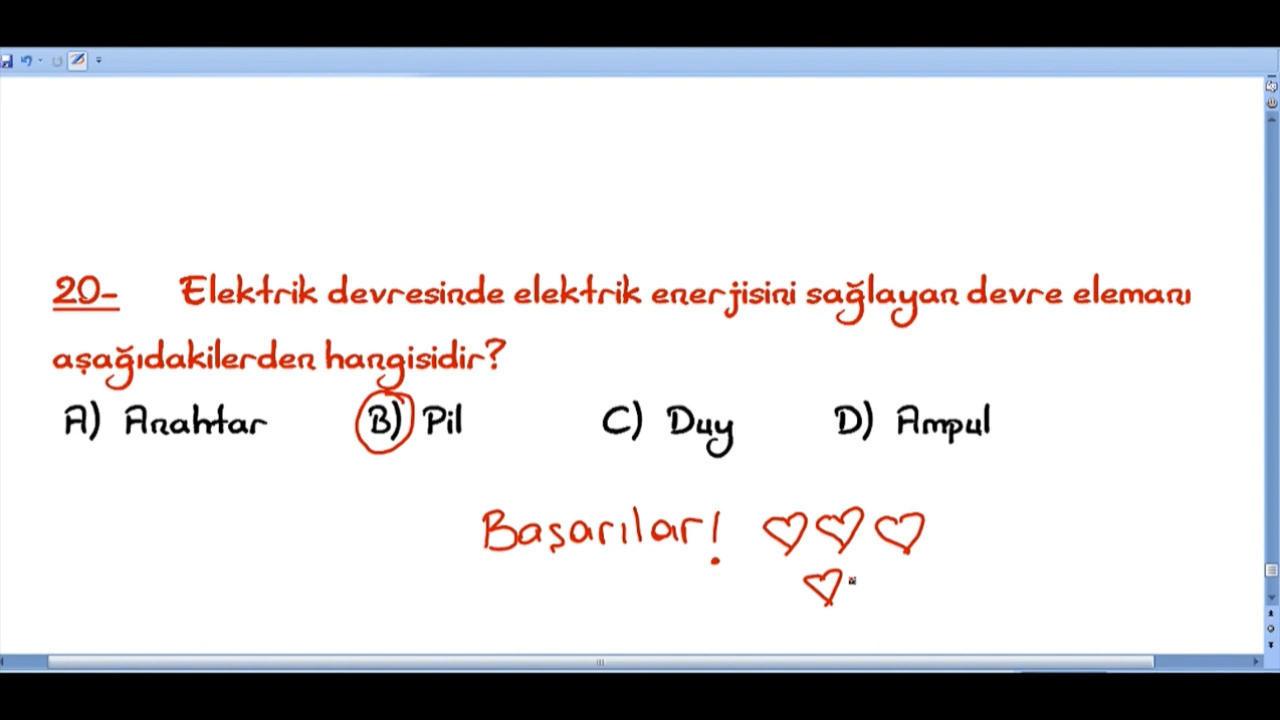 20- Elektrik devresinde elektrik enerjisini sağlayan devre elemanı
aşağıdakilerden hangisidir?
A) Anahtar B) Pil C) Duy D) Ampul
Başarılar!